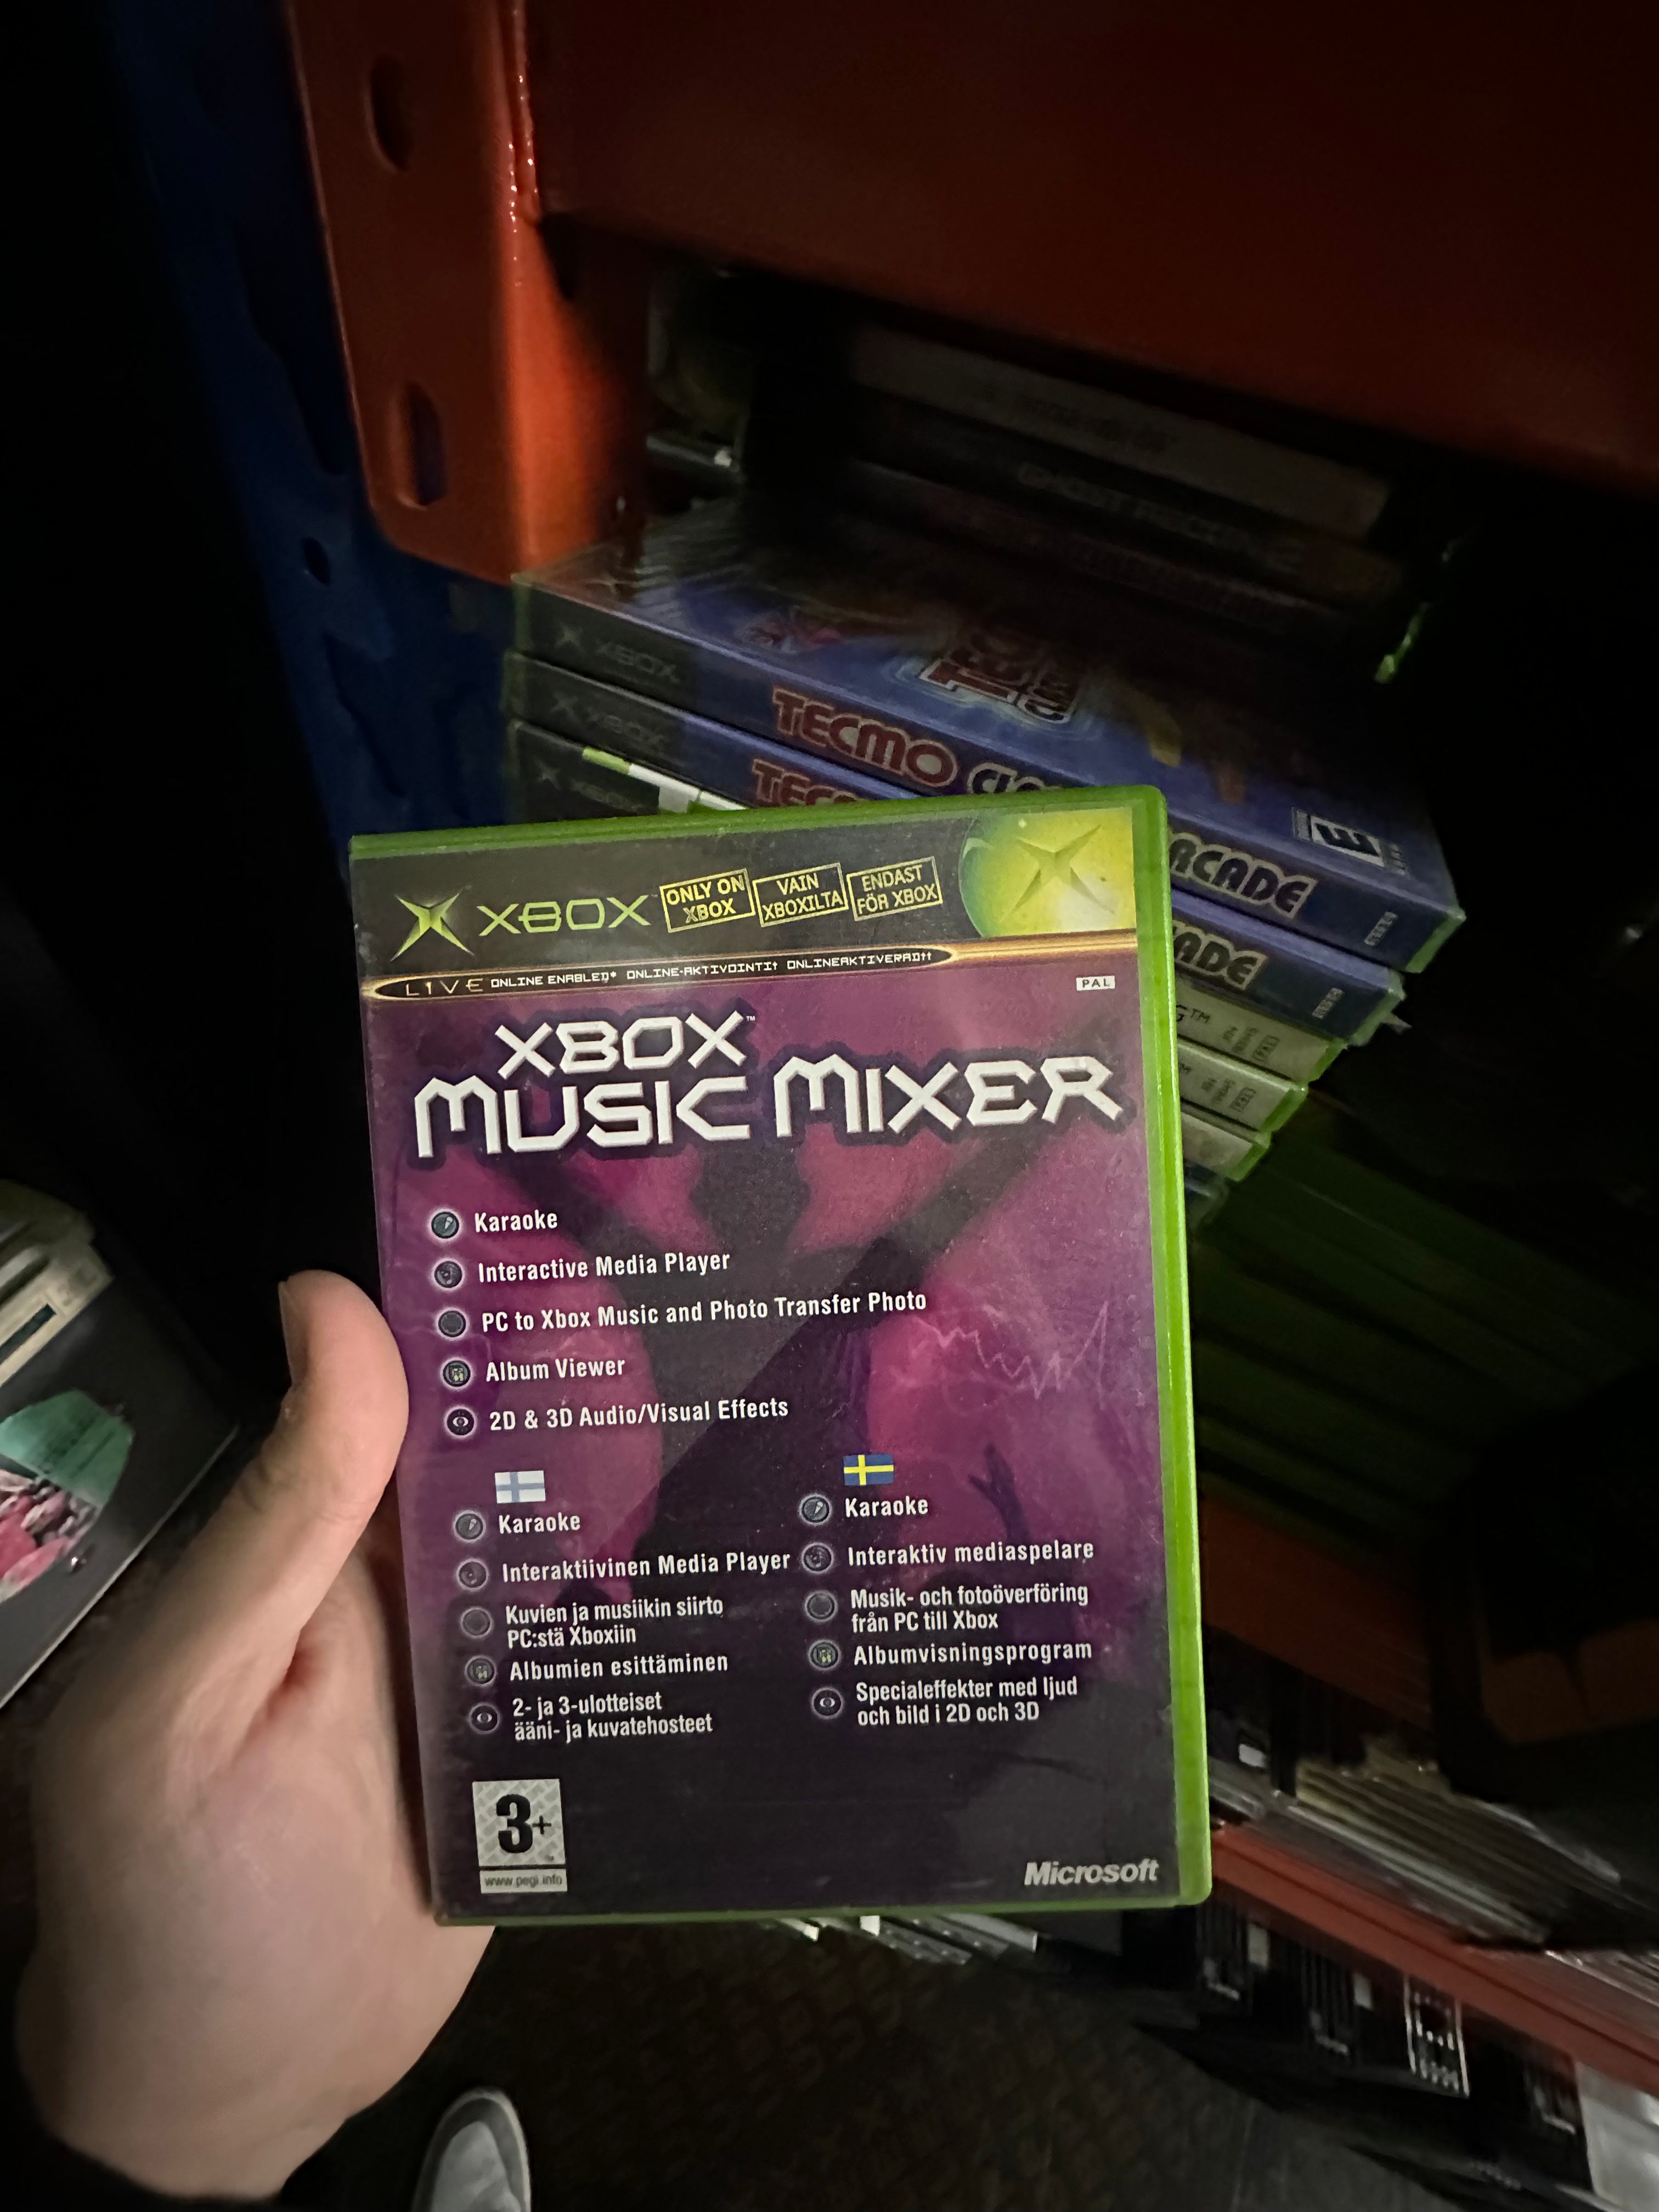 XBOX
TECMO
XBOX
XBOX
ARCADE
E
XBOX™
ONLY ON
XBOX
VAIN
XBOXILTA
ENDAST
FÖR XBOX
LIVE ONLINE ENABLED* ONLINE-AKTIVOINTI† ONLINEAKTIVERAD††
PAL
XBOX™
MUSIC MIXER
Karaoke
Interactive Media Player
PC to Xbox Music and Photo Transfer Photo
Album Viewer
2D & 3D Audio/Visual Effects
Karaoke
Interaktiivinen Media Player
Kuvien ja musiikin siirto
PC:stä Xboxiin
Albumien esittäminen
2- ja 3-ulotteiset
ääni- ja kuvatehosteet
Karaoke
Interaktiv mediaspelare
Musik- och fotoöverföring
från PC till Xbox
Albumvisningsprogram
Specialeffekter med ljud
och bild i 2D och 3D
3+
www.pegi.info
Microsoft